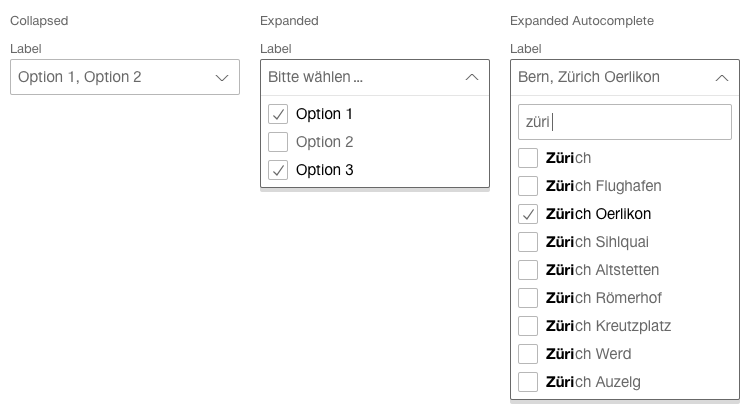 Collapsed
Label
Option 1, Option 2
Expanded
Label
Bitte wählen ...
Option 1
Option 2
Option 3
Expanded Autocomplete
Label
Bern, Zürich Oerlikon
züri
Zürich
Zürich Flughafen
Zürich Oerlikon
Zürich Sihlquai
Zürich Altstetten
Zürich Römerhof
Zürich Kreutzplatz
Zürich Werd
Zürich Auzelg